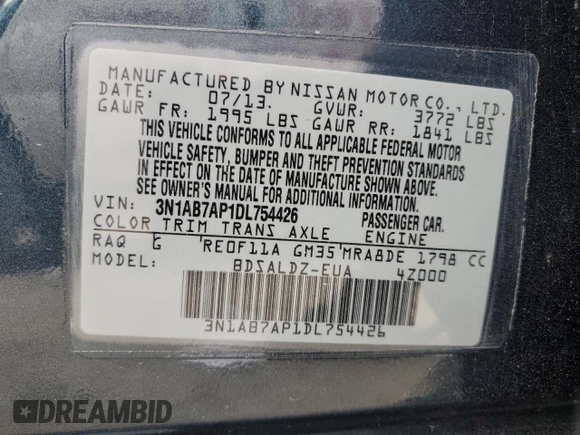 MANUFACTURED BY NISSAN MOTOR CO., LTD.
DATE: 07/13. GVWR: 3772 LBS
GAWR FR: 1995 LBS GAWR RR: 1841 LBS
THIS VEHICLE CONFORMS TO ALL APPLICABLE FEDERAL MOTOR
VEHICLE SAFETY, BUMPER AND THEFT PREVENTION STANDARDS
IN EFFECT ON THE DATE OF MANUFACTURE SHOWN ABOVE.
SEE OWNER'S MANUAL FOR ADDITIONAL INFORMATION.
VIN: 3N1AB7AP1DL754426 PASSENGER CAR.
COLOR TRIM TRANS AXLE ENGINE
RAQ G RE0F11A GM35 MRA8DE 1798 CC
MODEL: BDSALDZ-EUA 4Z000
3N1AB7AP1DL754426
DREAMBID